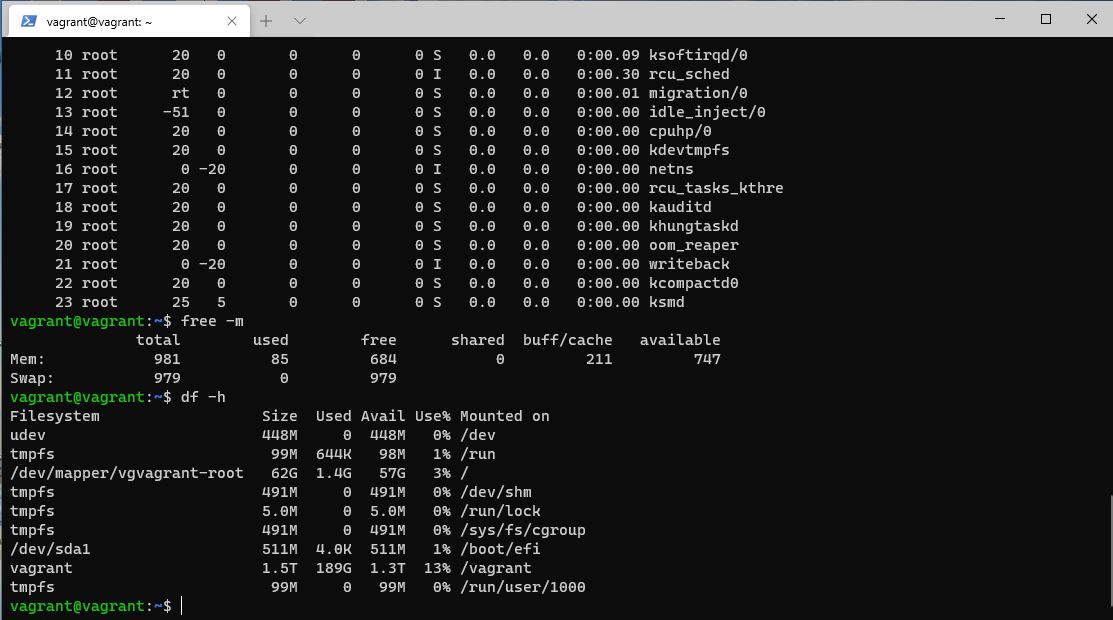 vagrant@vagrant: ~
10 root 20 0 0 0 0 S 0.0 0.0 0:00.09 ksoftirqd/0
11 root 20 0 0 0 0 I 0.0 0.0 0:00.30 rcu_sched
12 root rt 0 0 0 0 S 0.0 0.0 0:00.01 migration/0
13 root -51 0 0 0 0 S 0.0 0.0 0:00.00 idle_inject/0
14 root 20 0 0 0 0 S 0.0 0.0 0:00.00 cpuhp/0
15 root 20 0 0 0 0 S 0.0 0.0 0:00.00 kdevtmpfs
16 root 0 -20 0 0 0 I 0.0 0.0 0:00.00 netns
17 root 20 0 0 0 0 S 0.0 0.0 0:00.00 rcu_tasks_kthre
18 root 20 0 0 0 0 S 0.0 0.0 0:00.00 kauditd
19 root 20 0 0 0 0 S 0.0 0.0 0:00.00 khungtaskd
20 root 20 0 0 0 0 S 0.0 0.0 0:00.00 oom_reaper
21 root 0 -20 0 0 0 I 0.0 0.0 0:00.00 writeback
22 root 20 0 0 0 0 S 0.0 0.0 0:00.00 kcompactd0
23 root 25 5 0 0 0 S 0.0 0.0 0:00.00 ksmd
vagrant@vagrant:~$ free -m
total used free shared buff/cache available
Mem: 981 85 684 0 211 747
Swap: 979 0 979
vagrant@vagrant:~$ df -h
Filesystem Size Used Avail Use% Mounted on
udev 448M 0 448M 0% /dev
tmpfs 99M 644K 98M 1% /run
/dev/mapper/vgvagrant-root 62G 1.4G 57G 3% /
tmpfs 491M 0 491M 0% /dev/shm
tmpfs 5.0M 0 5.0M 0% /run/lock
tmpfs 491M 0 491M 0% /sys/fs/cgroup
/dev/sda1 511M 4.0K 511M 1% /boot/efi
vagrant 1.5T 189G 1.3T 13% /vagrant
tmpfs 99M 0 99M 0% /run/user/1000
vagrant@vagrant:~$